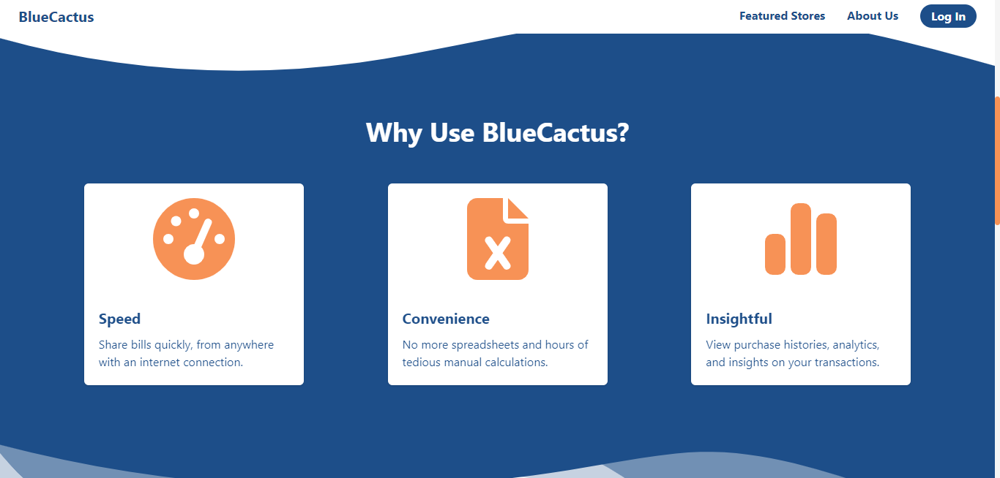 BlueCactus
Featured Stores
About Us
Log In
Why Use BlueCactus?
Speed
Share bills quickly, from anywhere
with an internet connection.
Convenience
No more spreadsheets and hours of
tedious manual calculations.
Insightful
View purchase histories, analytics,
and insights on your transactions.